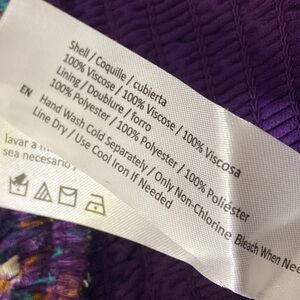 Shell / Coquille / cubierta
100% Viscose / 100% Viscose / 100% Viscosa
Lining / Doublure / forro
100% Polyester / 100% Polyester / 100% Poliéster
EN
Hand Wash Cold Separately / Only Non-Chlorine Bleach When Nee
Line Dry / Use Cool Iron If Needed
lavar a m
sea necesario/